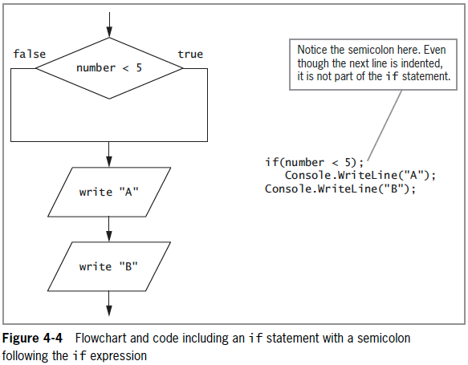 false
true
number < 5
Notice the semicolon here. Even
though the next line is indented,
it is not part of the if statement.
if(number < 5);
Console.WriteLine("A");
Console.WriteLine("B");
write "A"
write "B"
Figure 4-4 Flowchart and code including an if statement with a semicolon
following the if expression